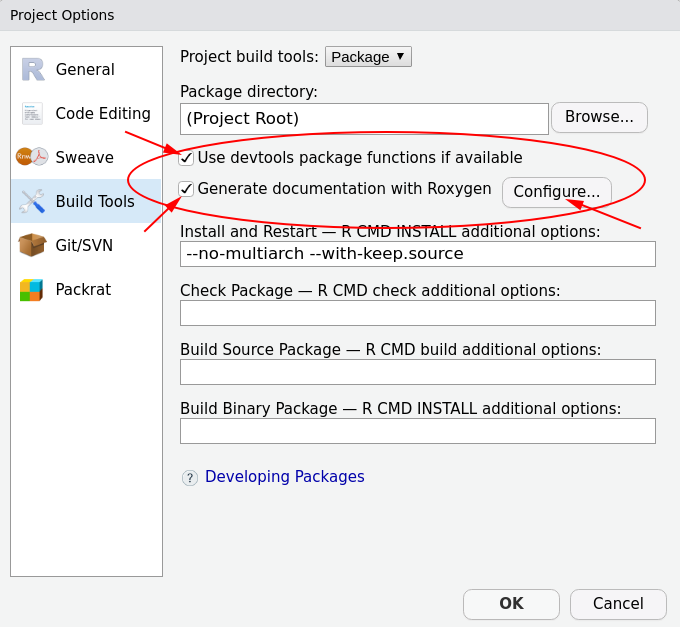 Project Options
General
Code Editing
Sweave
Build Tools
Git/SVN
Packrat
Project build tools: Package
Package directory:
(Project Root)
Browse...
Use devtools package functions if available
Generate documentation with Roxygen
Configure...
Install and Restart — R CMD INSTALL additional options:
--no-multiarch --with-keep.source
Check Package — R CMD check additional options:
Build Source Package — R CMD build additional options:
Build Binary Package — R CMD INSTALL additional options:
? Developing Packages
OK
Cancel